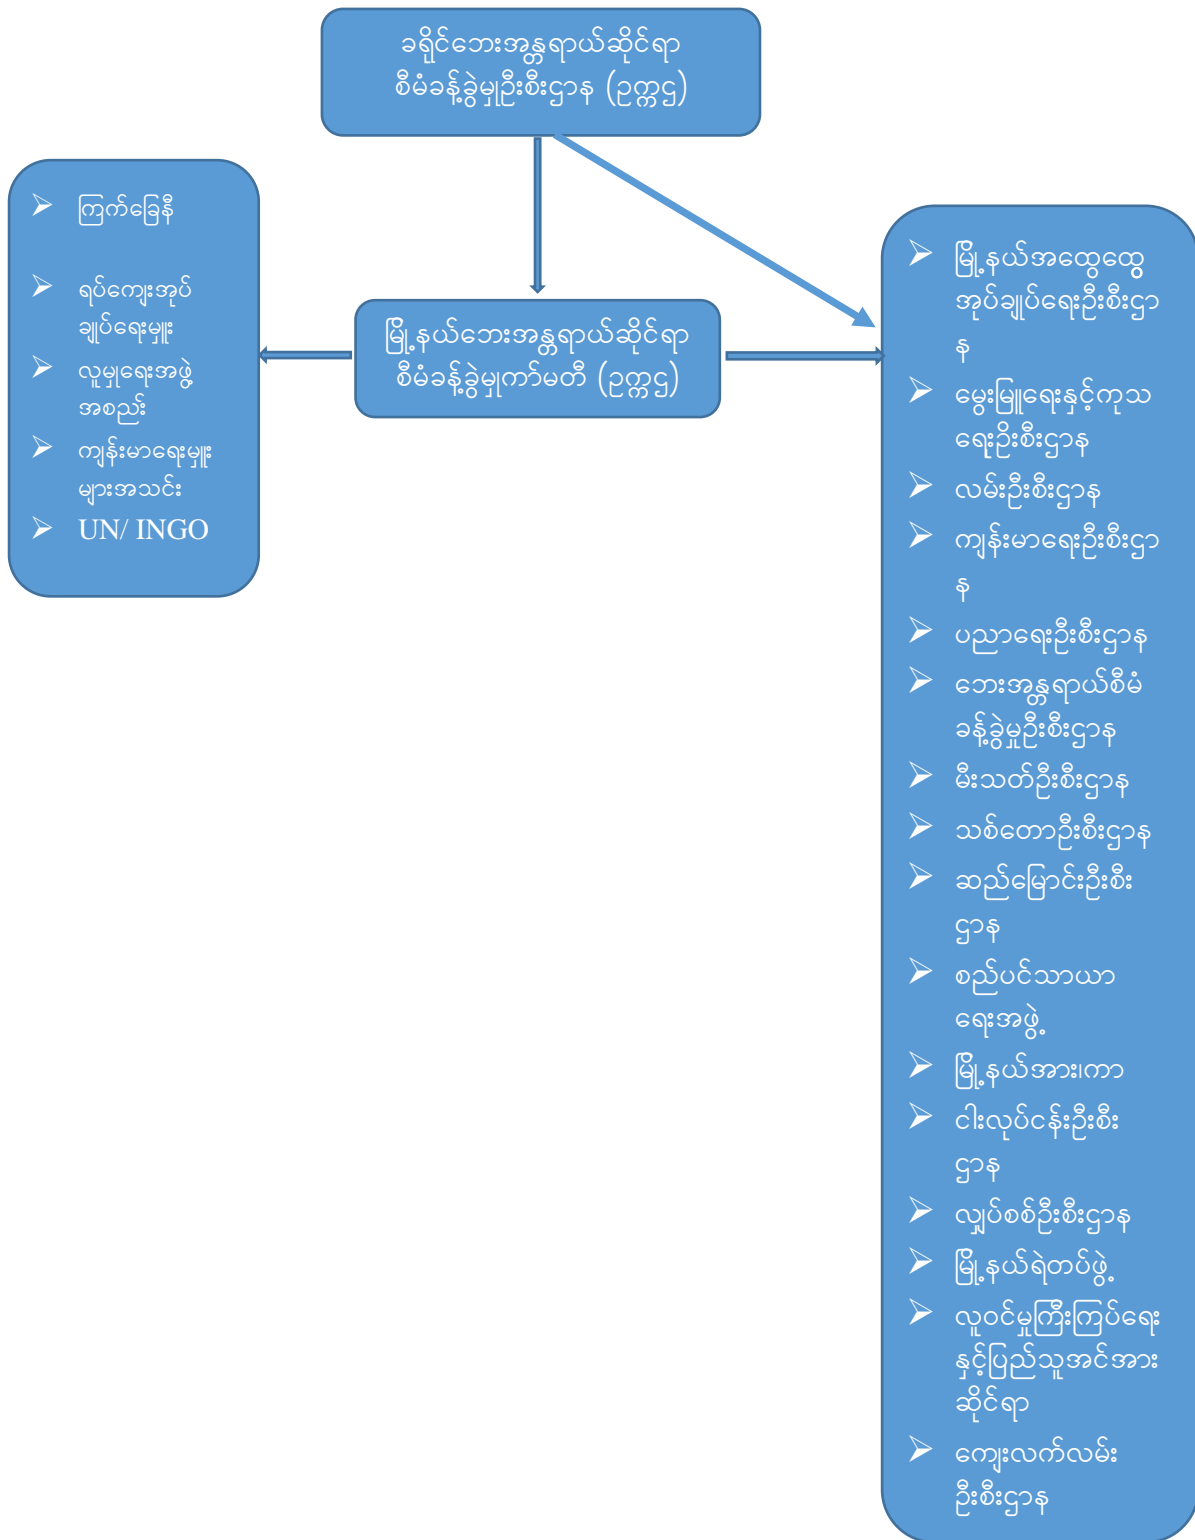 ခရိုင်ဘေးအန္တရာယ်ဆိုင်ရာ
စီမံခန့်ခွဲမှုဦးစီးဌာန (ဥက္ကဌ)
ကြက်ခြေနီ
ရပ်ကျေးအုပ်
ချုပ်ရေးမှူး
လူမှုရေးအဖွဲ့
အစည်း
ကျန်းမာရေးမှူး
များအသင်း
UN/ INGO
မြို့နယ်ဘေးအန္တရာယ်ဆိုင်ရာ
စီမံခန့်ခွဲမှုကာ်မတီ (ဥက္ကဌ)
မြို့နယ်အထွေထွေ
အုပ်ချုပ်ရေးဦးစီးဌာ
န
မွေးမြူရေးနှင့်ကုသ
ရေးဦးစီးဌာန
လမ်းဦးစီးဌာန
ကျန်းမာရေးဦးစီးဌာ
န
ပညာရေးဦးစီးဌာန
ဘေးအန္တရာယ်စီမံ
ခန့်ခွဲမှုဦးစီးဌာန
မီးသတ်ဦးစီးဌာန
သစ်တောဦးစီးဌာန
ဆည်မြောင်းဦးစီး
ဌာန
စည်ပင်သာယာ
ရေးအဖွဲ့
မြို့နယ်အား၊ကာ
ငါးလုပ်ငန်းဦးစီး
ဌာန
လျှပ်စစ်ဦးစီးဌာန
မြို့နယ်ရဲတပ်ဖွဲ့
လူဝင်မှုကြီးကြပ်ရေး
နှင့်ပြည်သူအင်အား
ဆိုင်ရာ
ကျေးလက်လမ်း
ဦးစီးဌာန